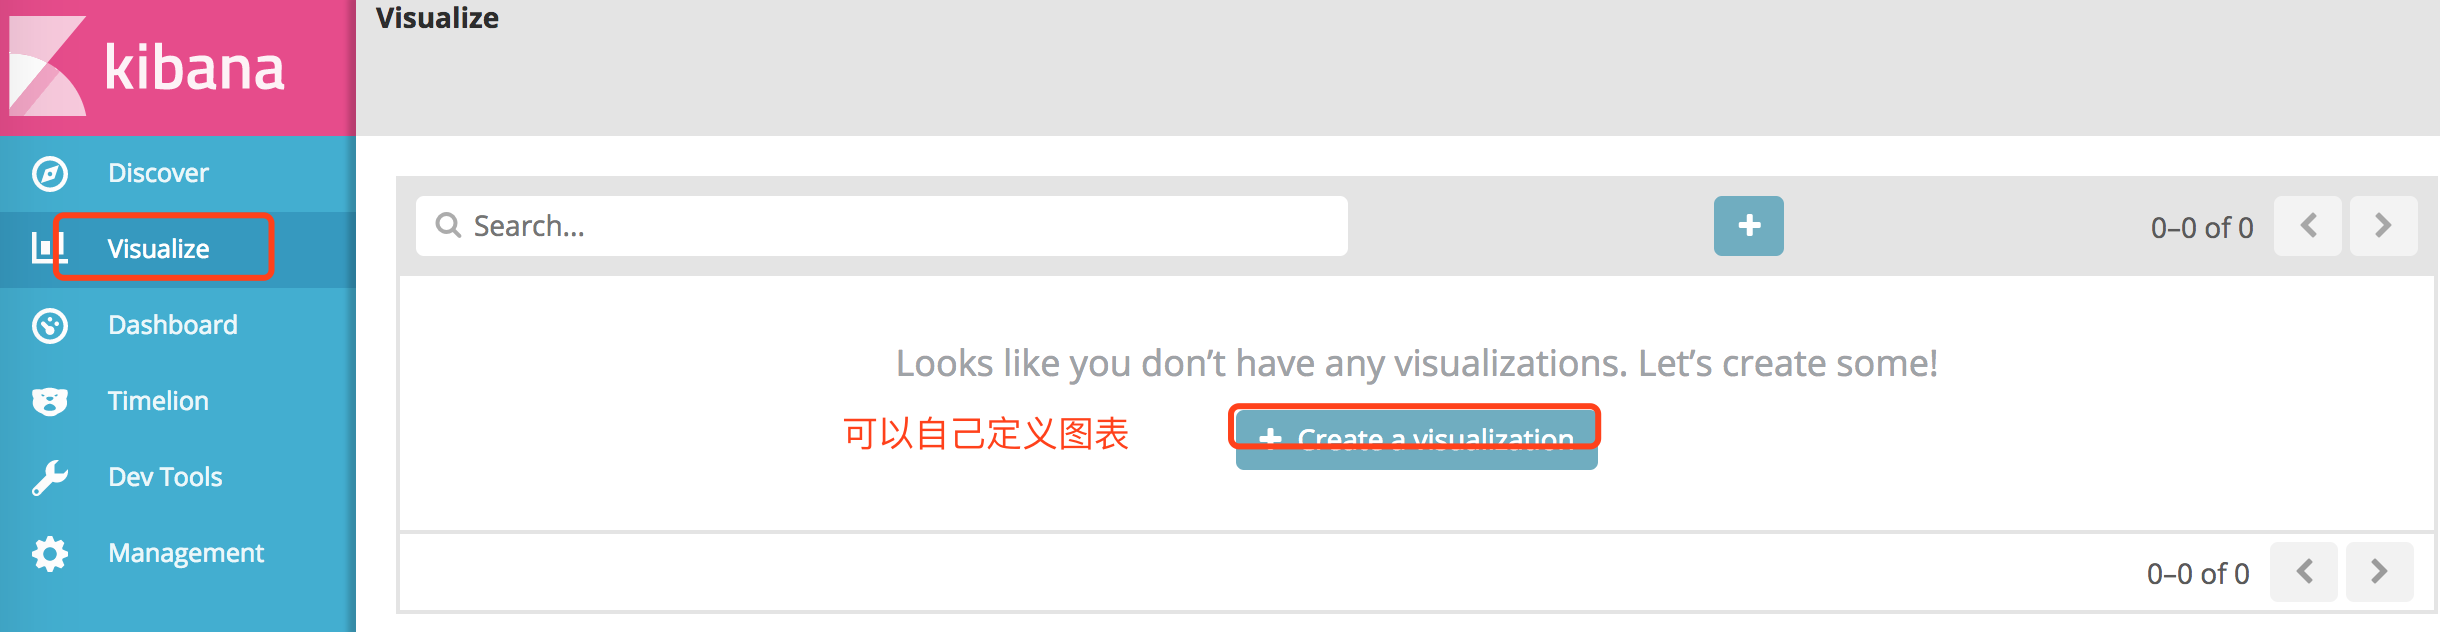 Visualize
kibana
Discover
Visualize
Dashboard
Timelion
Dev Tools
Management
Search...
0–0 of 0
Looks like you don’t have any visualizations. Let’s create some!
可以自己定义图表
Create a visualization
0–0 of 0